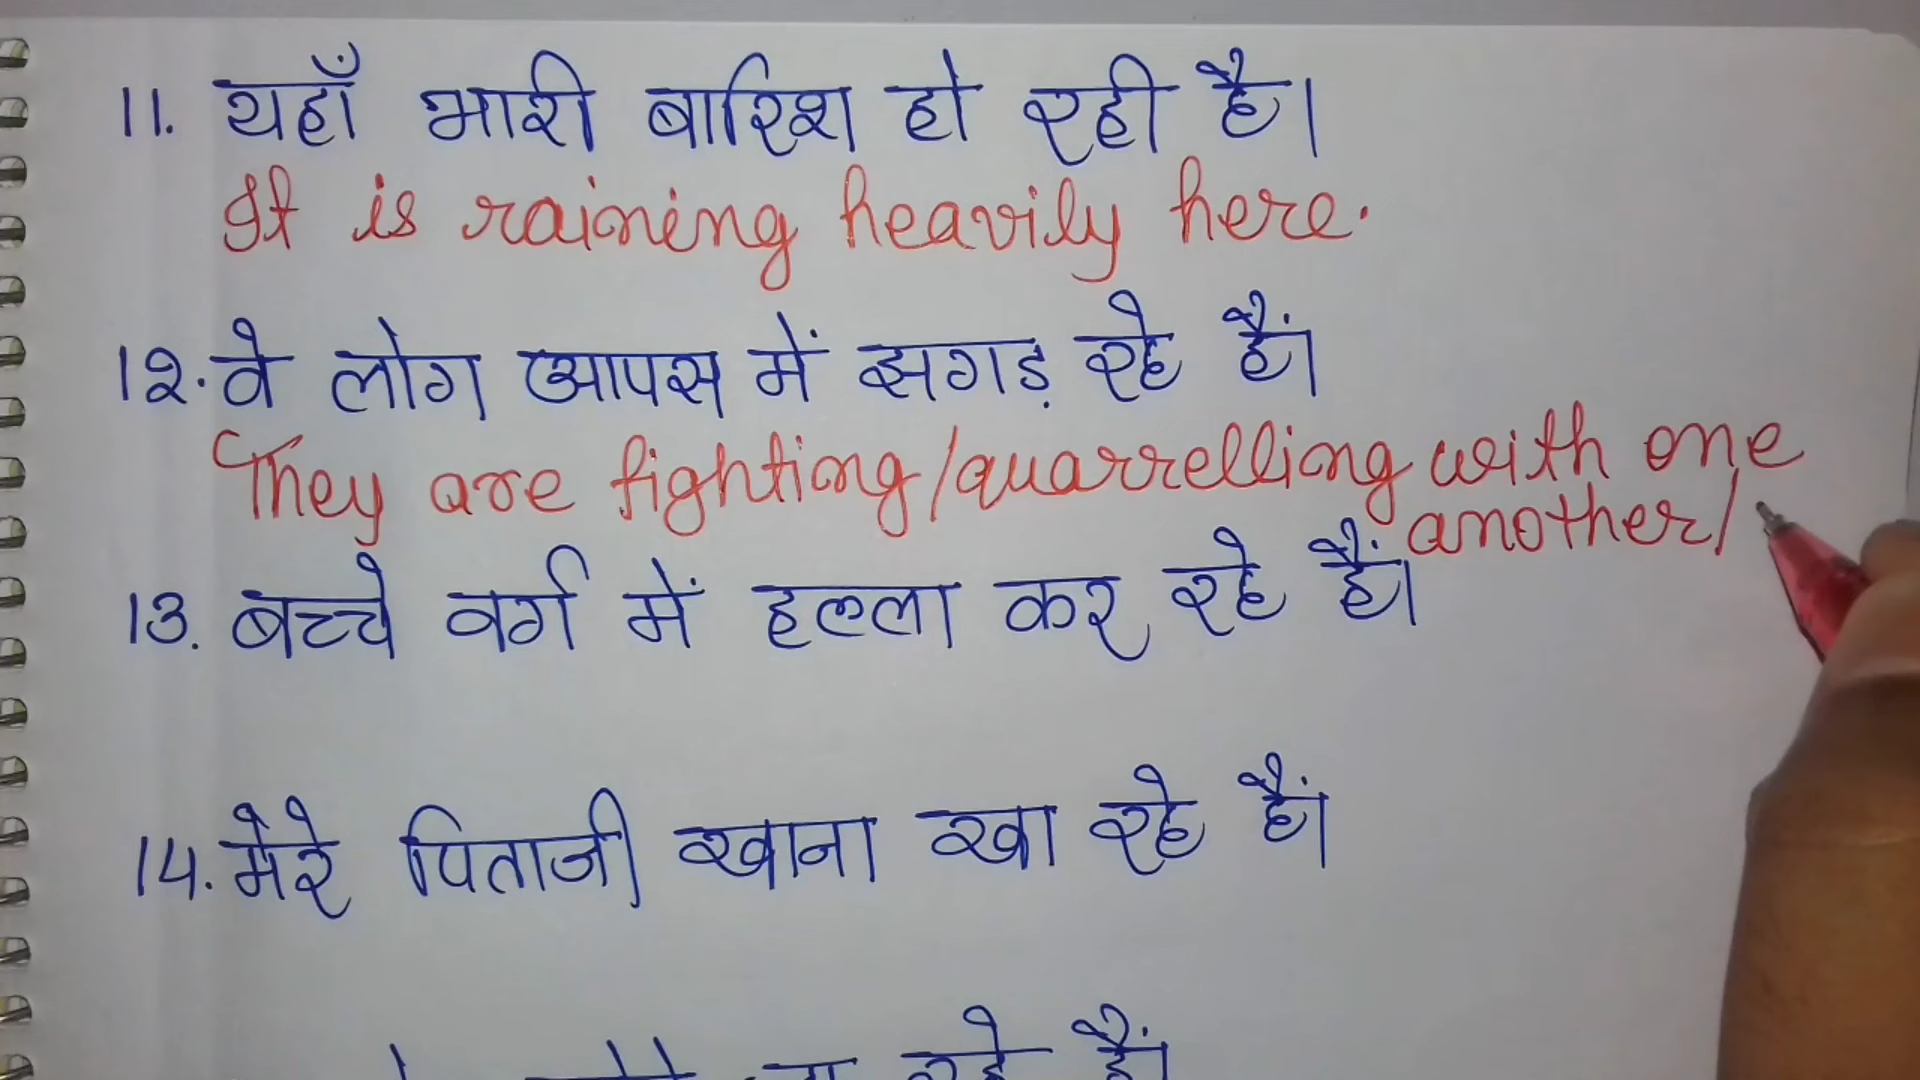 11. यहाँ भारी बारिश हो रही है।
It is raining heavily here.
12. वे लोग आपस में झगड़ रहे हैं।
They are fighting/quarrelling with one
another/
13. बच्चे वर्ग में हल्ला कर रहे हैं।
14. मेरे पिताजी खाना खा रहे हैं।
रहे हैं।